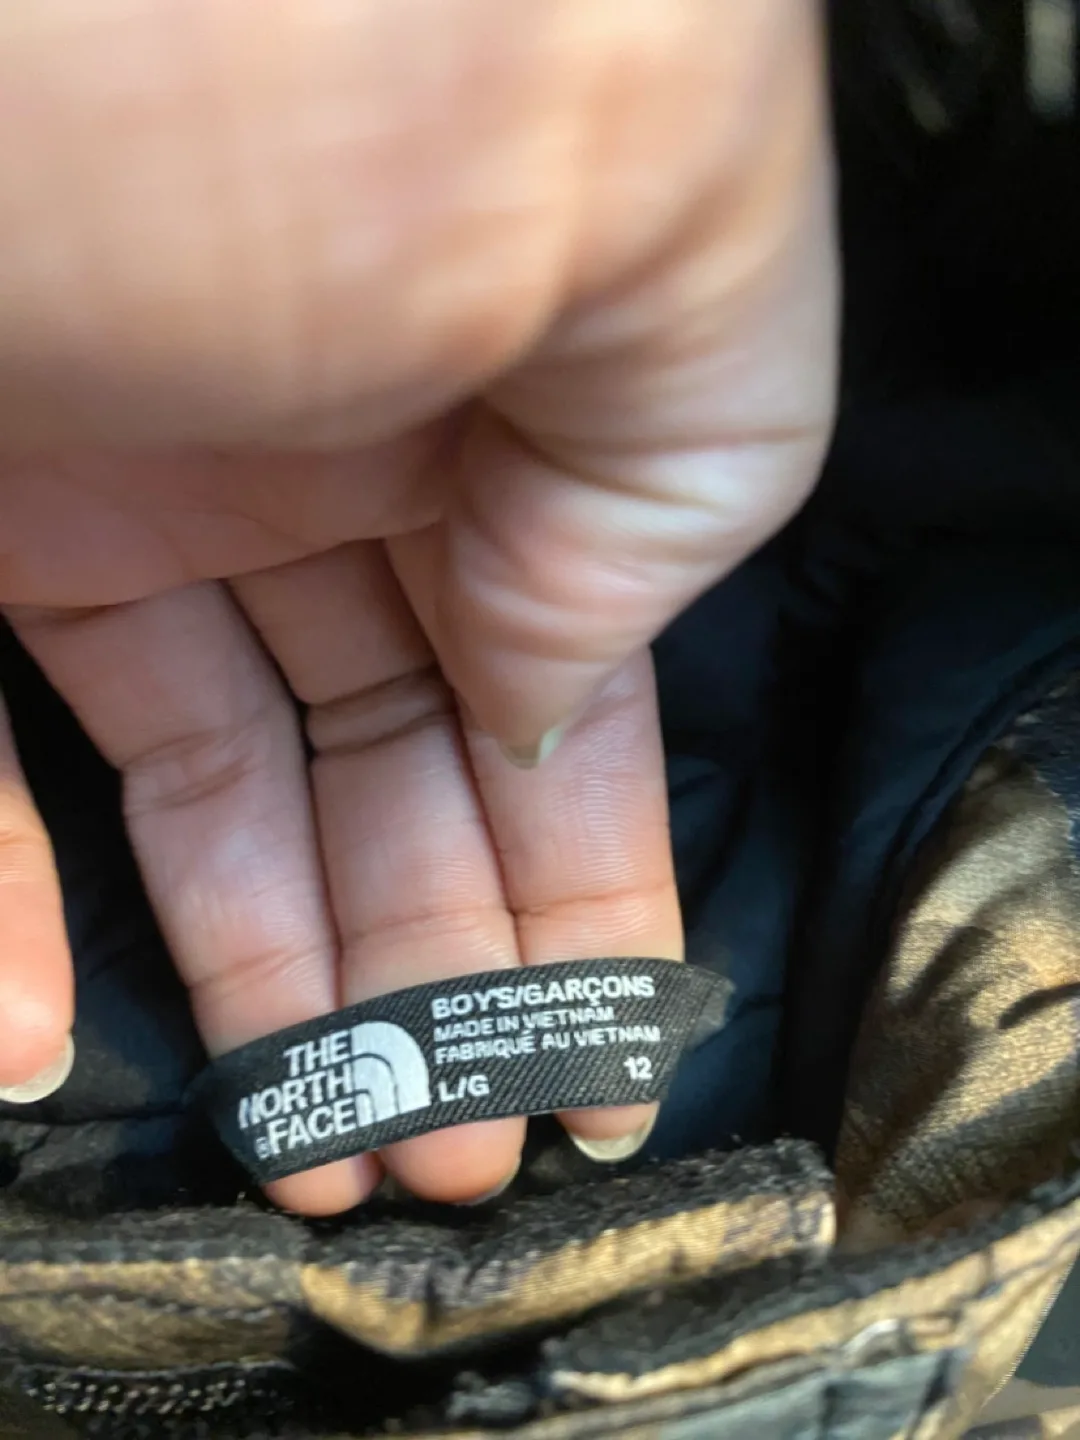 THE
NORTH
FACE
BOYS/GARÇONS
MADE IN VIETNAM
FABRIQUÉ AU VIETNAM
L/G 12